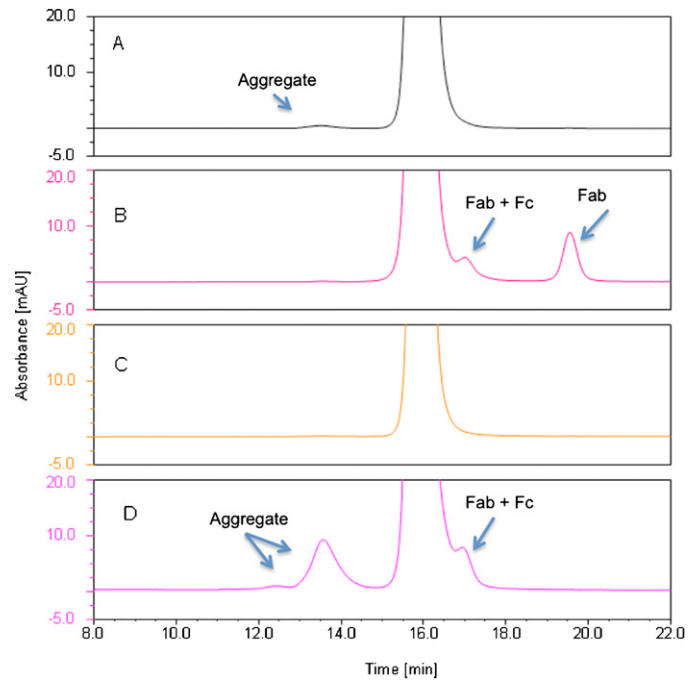 20.0
A
10.0
Aggregate
-5.0
20.0
B
Fab + Fc
Fab
10.0
-5.0
Absorbance [mAU]
20.0
C
10.0
-5.0
20.0
D
Aggregate
Fab + Fc
10.0
-5.0
8.0 10.0 12.0 14.0 16.0 18.0 20.0 22.0
Time [min]